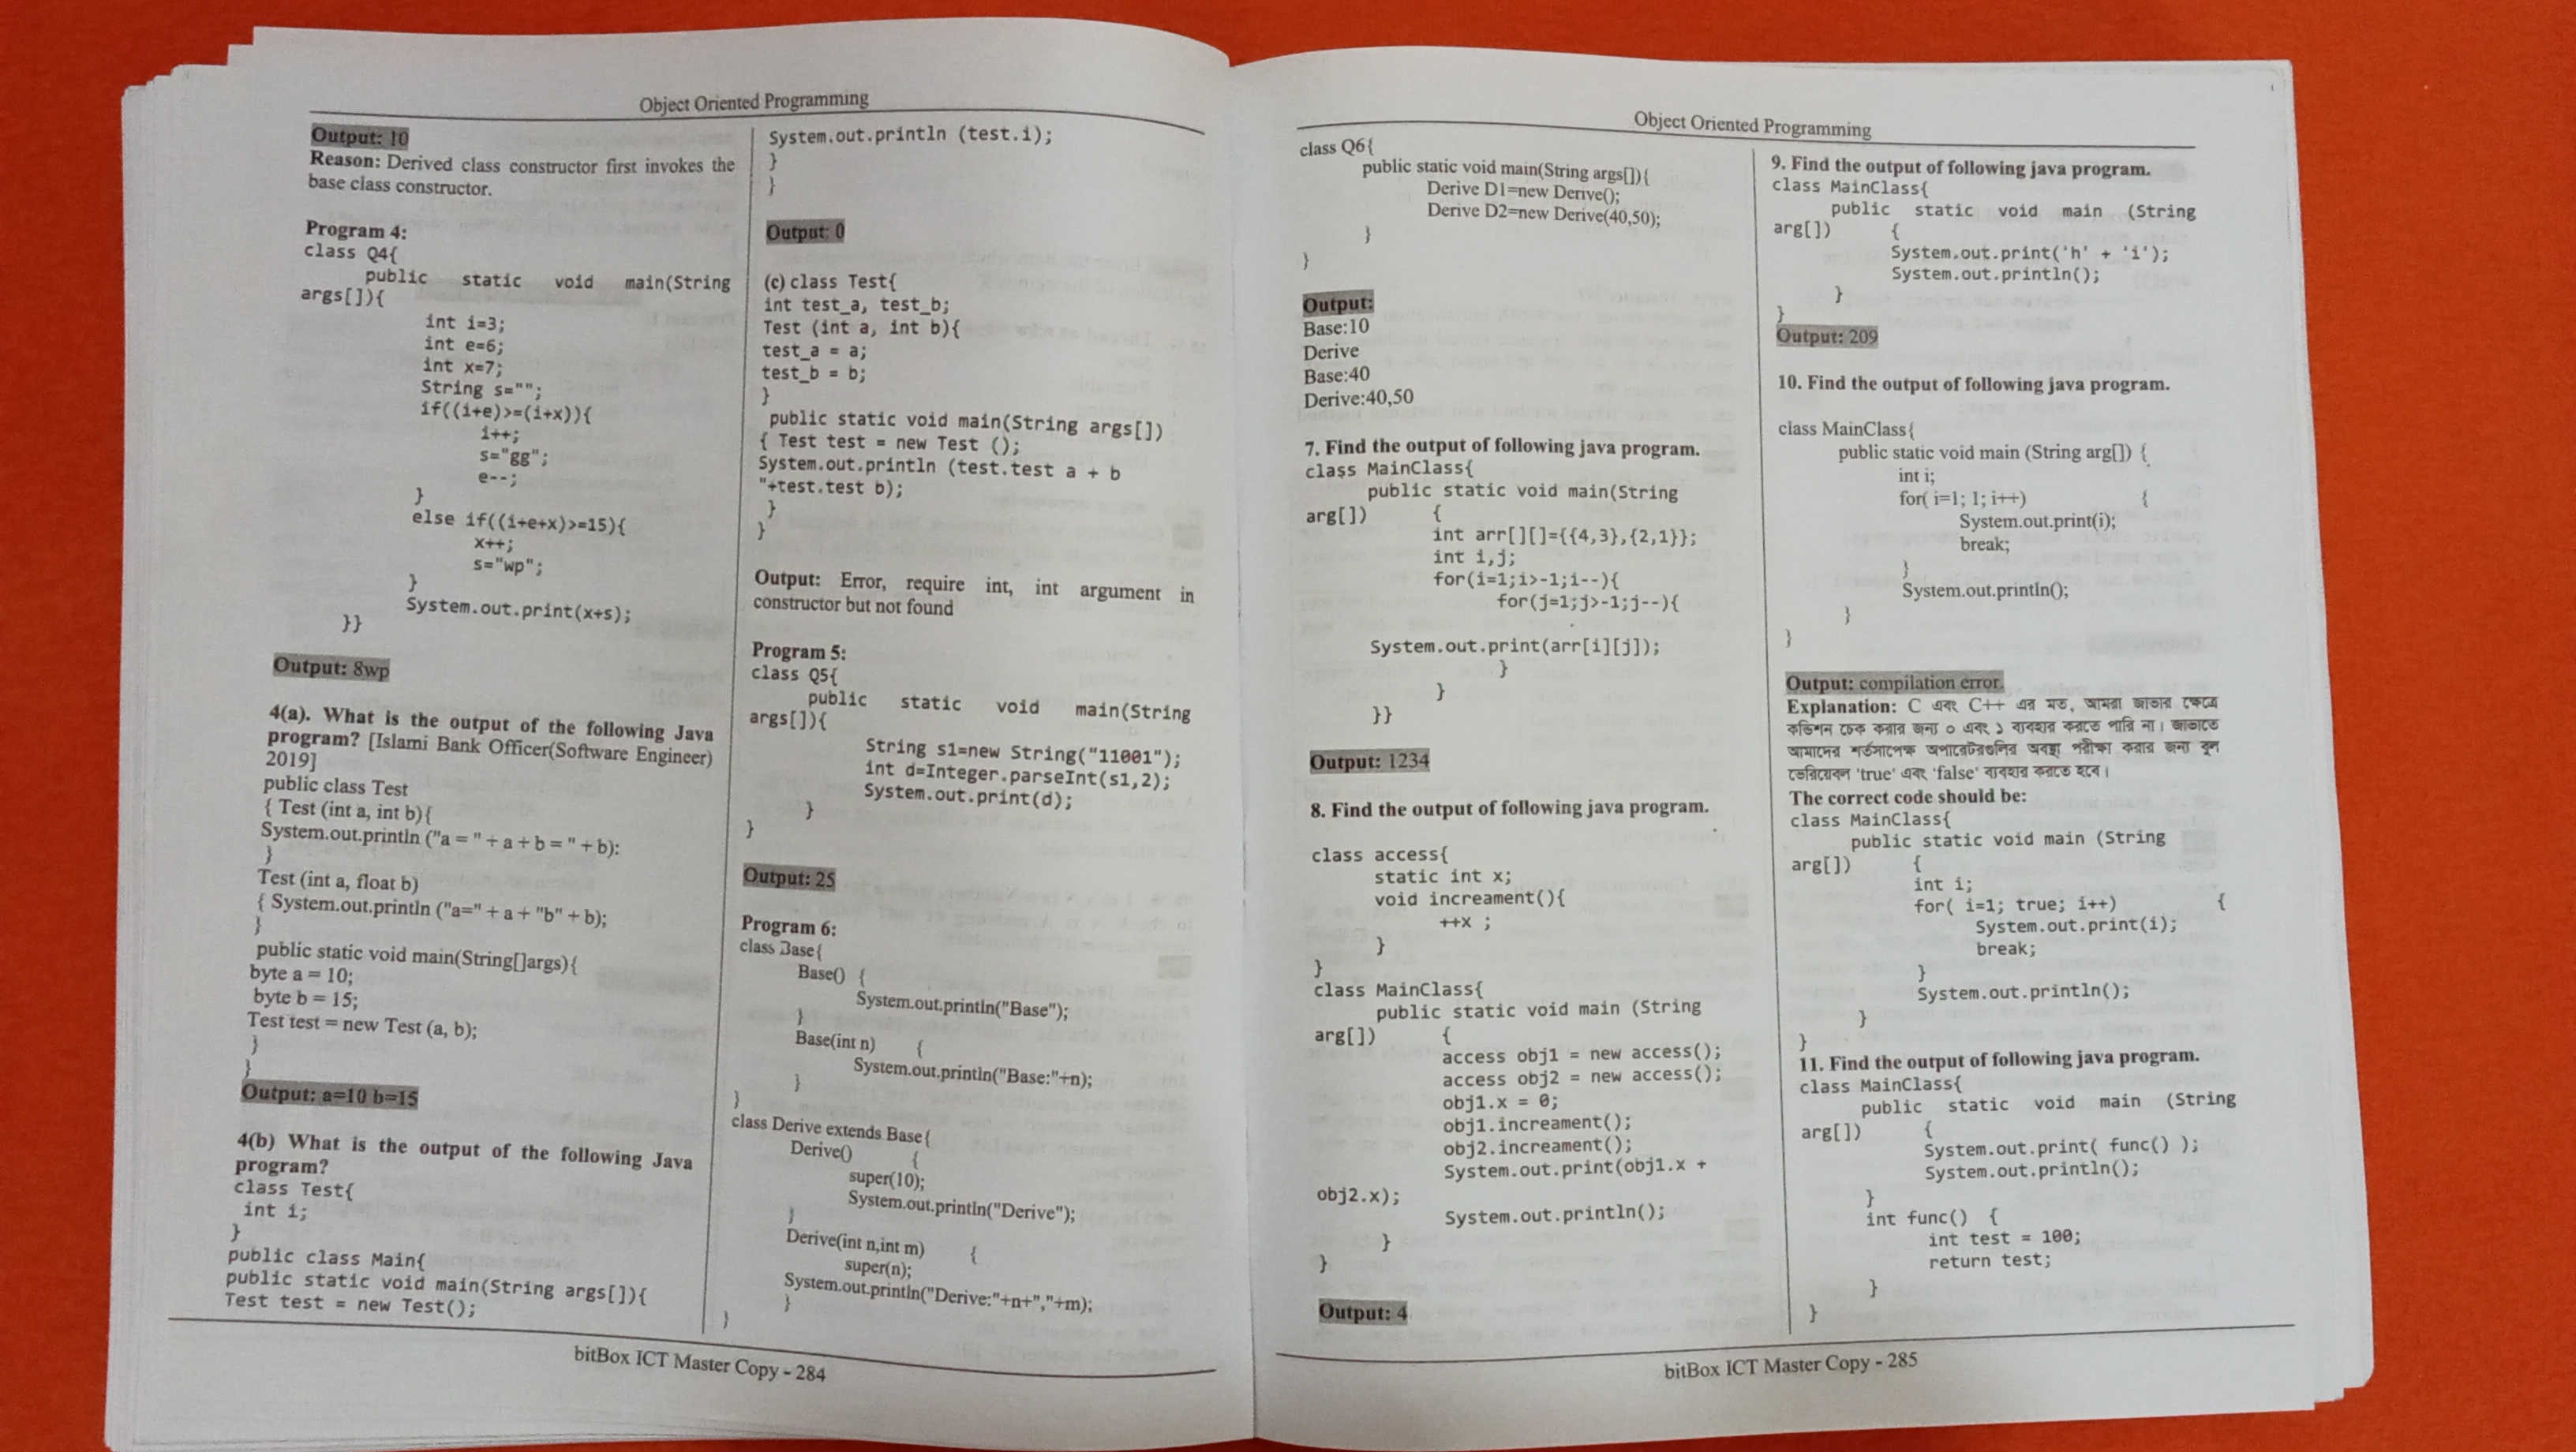 Object Oriented Programming
Output: 10
Reason: Derived class constructor first invokes the
base class constructor.
Program 4:
class Q4{
public static void main(String
args[]){
int i=3;
int e=6;
int x=7;
String s="";
if((i+e)>=(i+x)){
i++;
s="gg";
e--;
}
else if((i+e+x)>=15){
x++;
s="wp";
}
System.out.print(x+s);
}}
Output: 8wp
4(a). What is the output of the following Java
program? [Islami Bank Officer(Software Engineer)
2019]
public class Test
{ Test (int a, int b){
System.out.println ("a = " + a + b = " + b):
}
Test (int a, float b)
{ System.out.println ("a=" + a + "b" + b);
}
public static void main(String[]args){
byte a = 10;
byte b = 15;
Test test = new Test (a, b);
}
}
Output: a=10 b=15
4(b) What is the output of the following Java
program?
class Test{
int i;
}
public class Main{
public static void main(String args[]){
Test test = new Test();
System.out.println (test.i);
}
}
Output: 0
(c) class Test{
int test_a, test_b;
Test (int a, int b){
test_a = a;
test_b = b;
}
public static void main(String args[])
{ Test test = new Test ();
System.out.println (test.test a + b
"+test.test b);
}
}
Output: Error, require int, int argument in
constructor but not found
Program 5:
class Q5{
public static void main(String
args[]){
String s1=new String("11001");
int d=Integer.parseInt(s1,2);
System.out.print(d);
}
}
Output: 25
Program 6:
class Base{
Base() {
System.out.println("Base");
}
Base(int n) {
System.out.println("Base:"+n);
}
}
class Derive extends Base{
Derive() {
super(10);
System.out.println("Derive");
}
Derive(int n,int m) {
super(n);
System.out.println("Derive:"+n+","+m);
}
}
bitBox ICT Master Copy - 284
Object Oriented Programming
class Q6{
public static void main(String args[]){
Derive D1=new Derive();
Derive D2=new Derive(40,50);
}
}
Output:
Base:10
Derive
Base:40
Derive:40,50
7. Find the output of following java program.
class MainClass{
public static void main(String
arg[]) {
int arr[][]={{4,3},{2,1}};
int i,j;
for(i=1;i>-1;i--){
for(j=1;j>-1;j--){
System.out.print(arr[i][j]);
}
}
}}
Output: 1234
8. Find the output of following java program.
class access{
static int x;
void increament(){
++x ;
}
}
class MainClass{
public static void main (String
arg[]) {
access obj1 = new access();
access obj2 = new access();
obj1.x = 0;
obj1.increament();
obj2.increament();
System.out.print(obj1.x +
obj2.x);
System.out.println();
}
}
Output: 4
9. Find the output of following java program.
class MainClass{
public static void main (String
arg[]) {
System.out.print('h' + 'i');
System.out.println();
}
}
Output: 209
10. Find the output of following java program.
class MainClass{
public static void main (String arg[]) {
int i;
for( i=1; 1; i++) {
System.out.print(i);
break;
}
System.out.println();
}
}
Output: compilation error.
Explanation: C এবং C++ এর মত, আমরা জাভার ক্ষেত্রে
কন্ডিশন চেক করার জন্য ০ এবং ১ ব্যবহার করতে পারি না। জাভাতে
আমাদের শর্তসাপেক্ষ অপারেটরগুলির অবস্থা পরীক্ষা করার জন্য বুল
ভেরিয়েবল 'true' এবং 'false' ব্যবহার করতে হবে।
The correct code should be:
class MainClass{
public static void main (String
arg[]) {
int i;
for( i=1; true; i++) {
System.out.print(i);
break;
}
System.out.println();
}
}
11. Find the output of following java program.
class MainClass{
public static void main (String
arg[]) {
System.out.print( func() );
System.out.println();
}
int func() {
int test = 100;
return test;
}
}
bitBox ICT Master Copy - 285